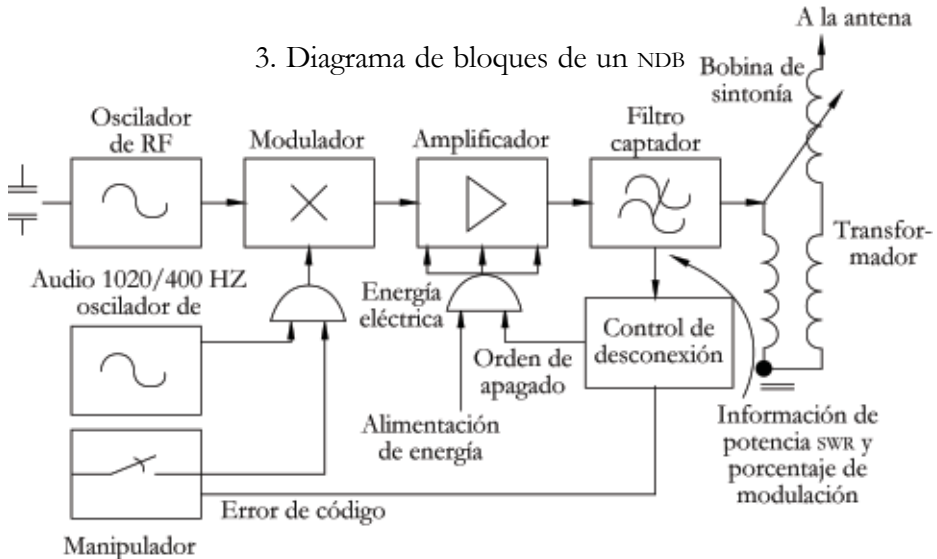 A la antena
3. Diagrama de bloques de un NDB
Bobina de
sintonía
Oscilador
de RF
Modulador
Amplificador
Filtro
captador
Transfor-
mador
Audio 1020/400 HZ
oscilador de
Energía
eléctrica
Control de
desconexión
Orden de
apagado
Alimentación
de energía
Información de
potencia SWR y
porcentaje de
modulación
Error de código
Manipulador